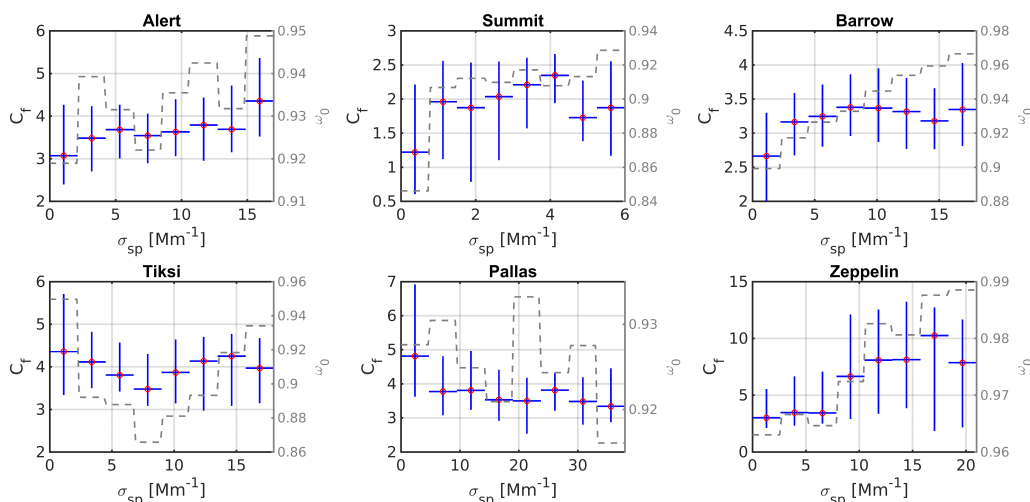 Alert
Summit
Barrow
6
5
4
3
2
C_f
0.95
0.94
0.93
0.92
0.91
ω_0
0 5 10 15
σ_sp [Mm^-1]
3
2.5
2
1.5
1
0.5
C_f
0.94
0.92
0.9
0.88
0.86
0.84
ω_0
0 2 4 6
σ_sp [Mm^-1]
4.5
4
3.5
3
2.5
2
C_f
0.98
0.96
0.94
0.92
0.9
0.88
ω_0
0 5 10 15
σ_sp [Mm^-1]
Tiksi
Pallas
Zeppelin
6
5
4
3
2
C_f
0.96
0.94
0.92
0.9
0.88
0.86
ω_0
0 5 10 15
σ_sp [Mm^-1]
7
6
5
4
3
2
C_f
0.93
0.92
ω_0
0 10 20 30
σ_sp [Mm^-1]
15
10
5
0
C_f
0.99
0.98
0.97
0.96
ω_0
0 5 10 15 20
σ_sp [Mm^-1]